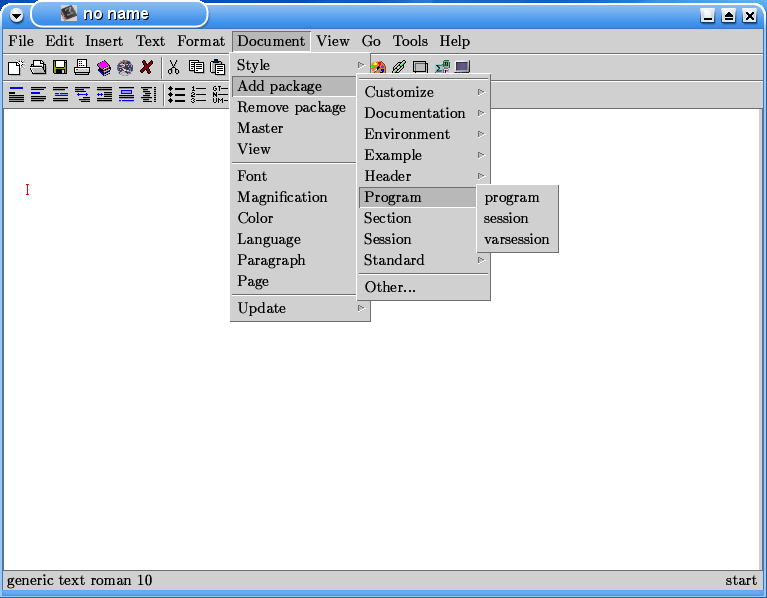 no name
File Edit Insert Text Format Document View Go Tools Help
Style
Add package
Remove package
Master
View
Font
Magnification
Color
Language
Paragraph
Page
Update
Customize
Documentation
Environment
Example
Header
Program
Section
Session
Standard
Other...
program
session
varsession
generic text roman 10 start